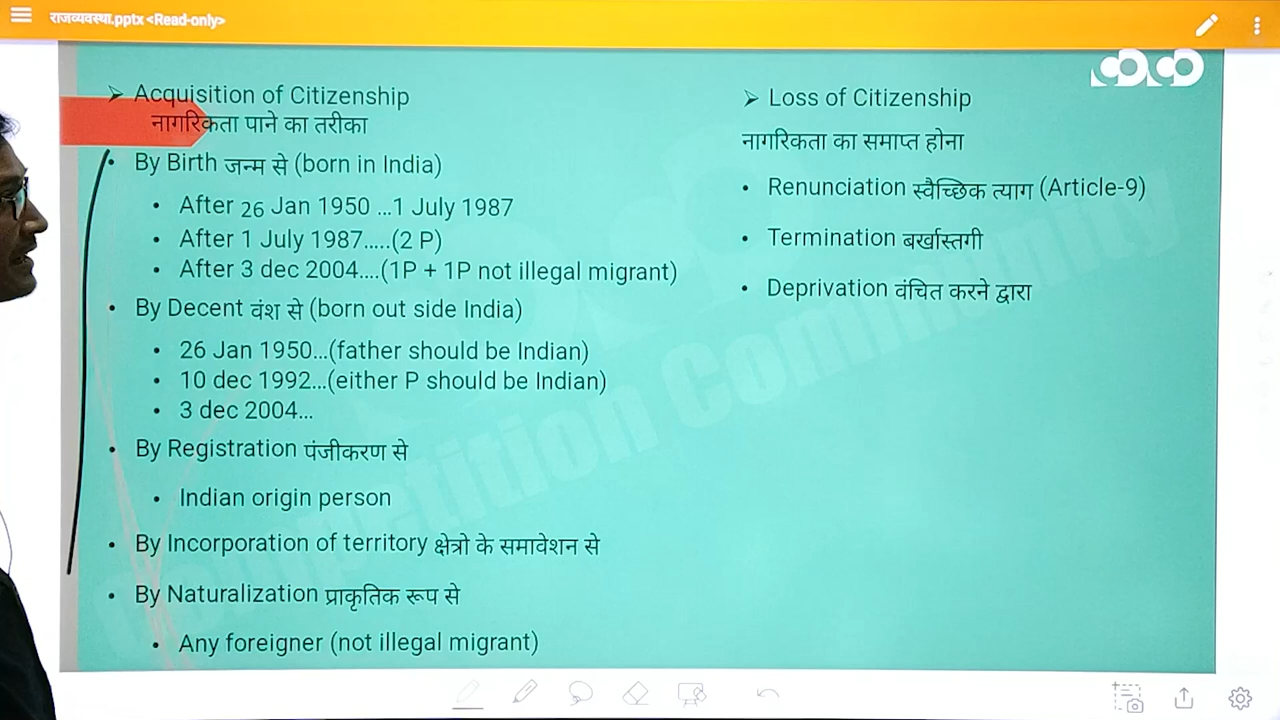 राजव्यवस्था.pptx <Read-only>
COCO
➤ Acquisition of Citizenship
नागरिकता पाने का तरीका
• By Birth जन्म से (born in India)
• After 26 Jan 1950 ...1 July 1987
• After 1 July 1987.....(2 P)
• After 3 dec 2004....(1P + 1P not illegal migrant)
• By Decent वंश से (born out side India)
• 26 Jan 1950...(father should be Indian)
• 10 dec 1992...(either P should be Indian)
• 3 dec 2004...
• By Registration पंजीकरण से
• Indian origin person
• By Incorporation of territory क्षेत्रो के समावेशन से
• By Naturalization प्राकृतिक रूप से
• Any foreigner (not illegal migrant)
➤ Loss of Citizenship
नागरिकता का समाप्त होना
• Renunciation स्वैच्छिक त्याग (Article-9)
• Termination बर्खास्तगी
• Deprivation वंचित करने द्वारा
Competition Community